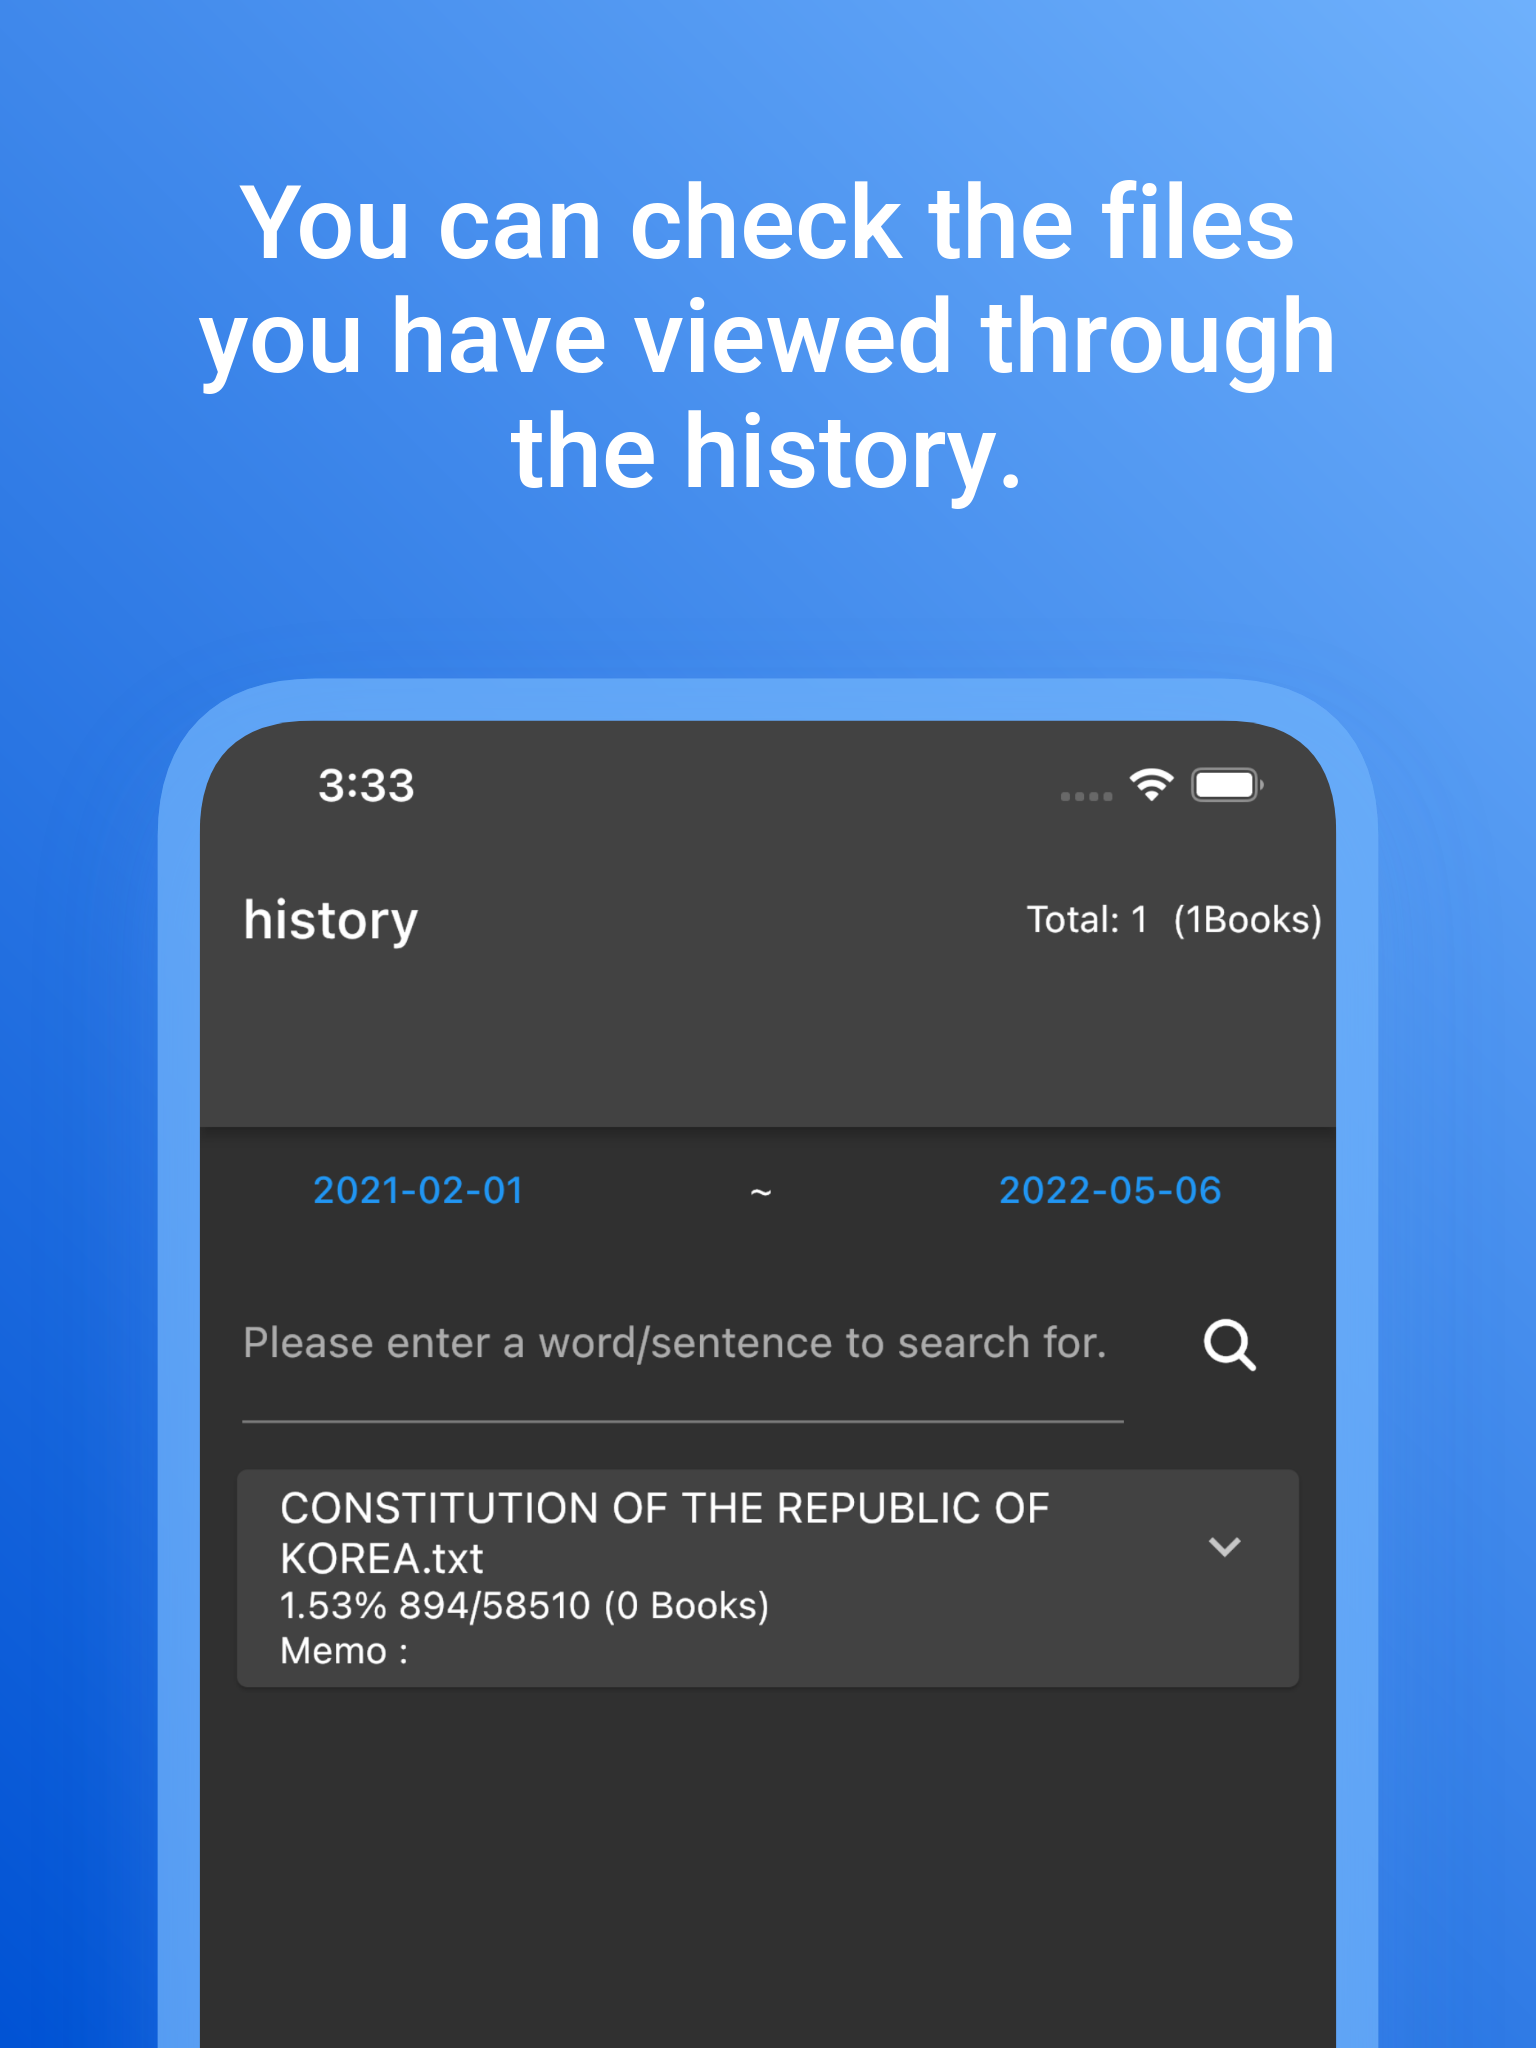 You can check the files
you have viewed through
the history.
3:33
history
Total: 1 (1Books)
2021-02-01 ~ 2022-05-06
Please enter a word/sentence to search for.
CONSTITUTION OF THE REPUBLIC OF
KOREA.txt
1.53% 894/58510 (0 Books)
Memo :